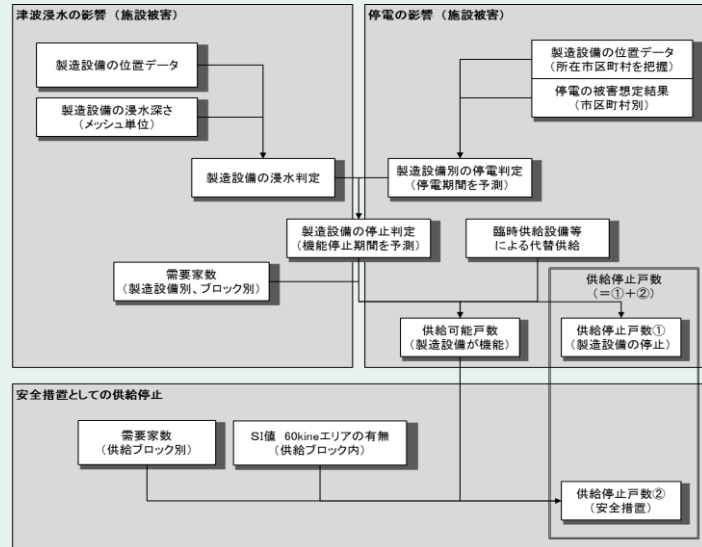 津波浸水の影響（施設被害）
製造設備の位置データ
製造設備の浸水深さ
（メッシュ単位）
製造設備の浸水判定
停電の影響（施設被害）
製造設備の位置データ
（所在市区町村を把握）
停電の被害想定結果
（市区町村別）
製造設備別の停電判定
（停電期間を予測）
製造設備の停止判定
（機能停止期間を予測）
臨時供給設備等
による代替供給
需要家数
（製造設備別、ブロック別）
供給停止戸数
（＝①＋②）
供給可能戸数
（製造設備が機能）
供給停止戸数①
（製造設備の停止）
安全措置としての供給停止
需要家数
（供給ブロック別）
SI値 60kineエリアの有無
（供給ブロック内）
供給停止戸数②
（安全措置）